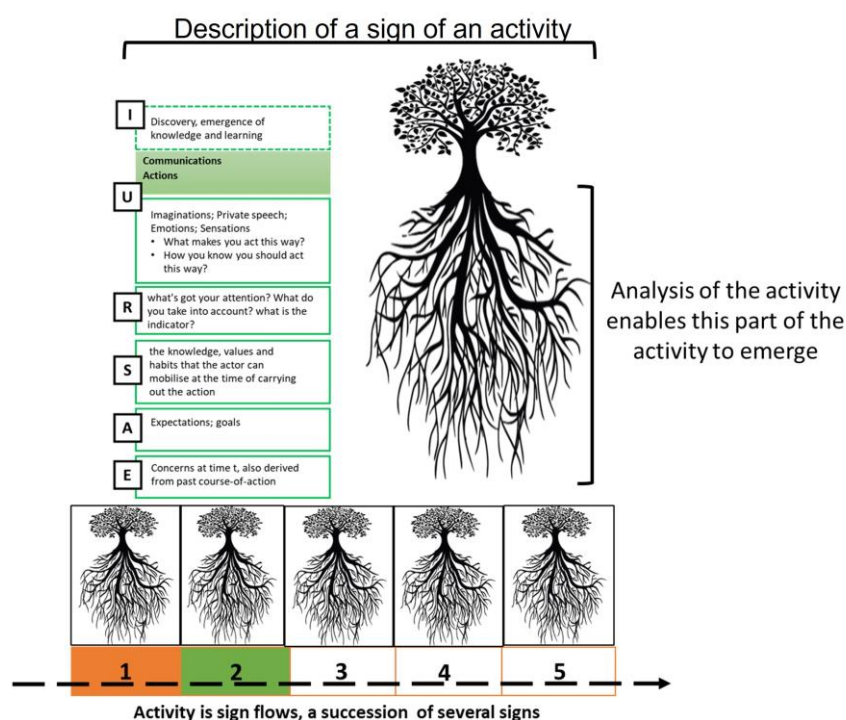 Description of a sign of an activity
I
Discovery, emergence of
knowledge and learning
Communications
Actions
U
Imaginations; Private speech;
Emotions; Sensations
• What makes you act this way?
• How you know you should act
this way?
R
what's got your attention? What do
you take into account? what is the
indicator?
S
the knowledge, values and
habits that the actor can
mobilise at the time of carrying
out the action
A
Expectations; goals
E
Concerns at time t, also derived
from past course-of-action
Analysis of the activity
enables this part of the
activity to emerge
1 2 3 4 5
Activity is sign flows, a succession of several signs